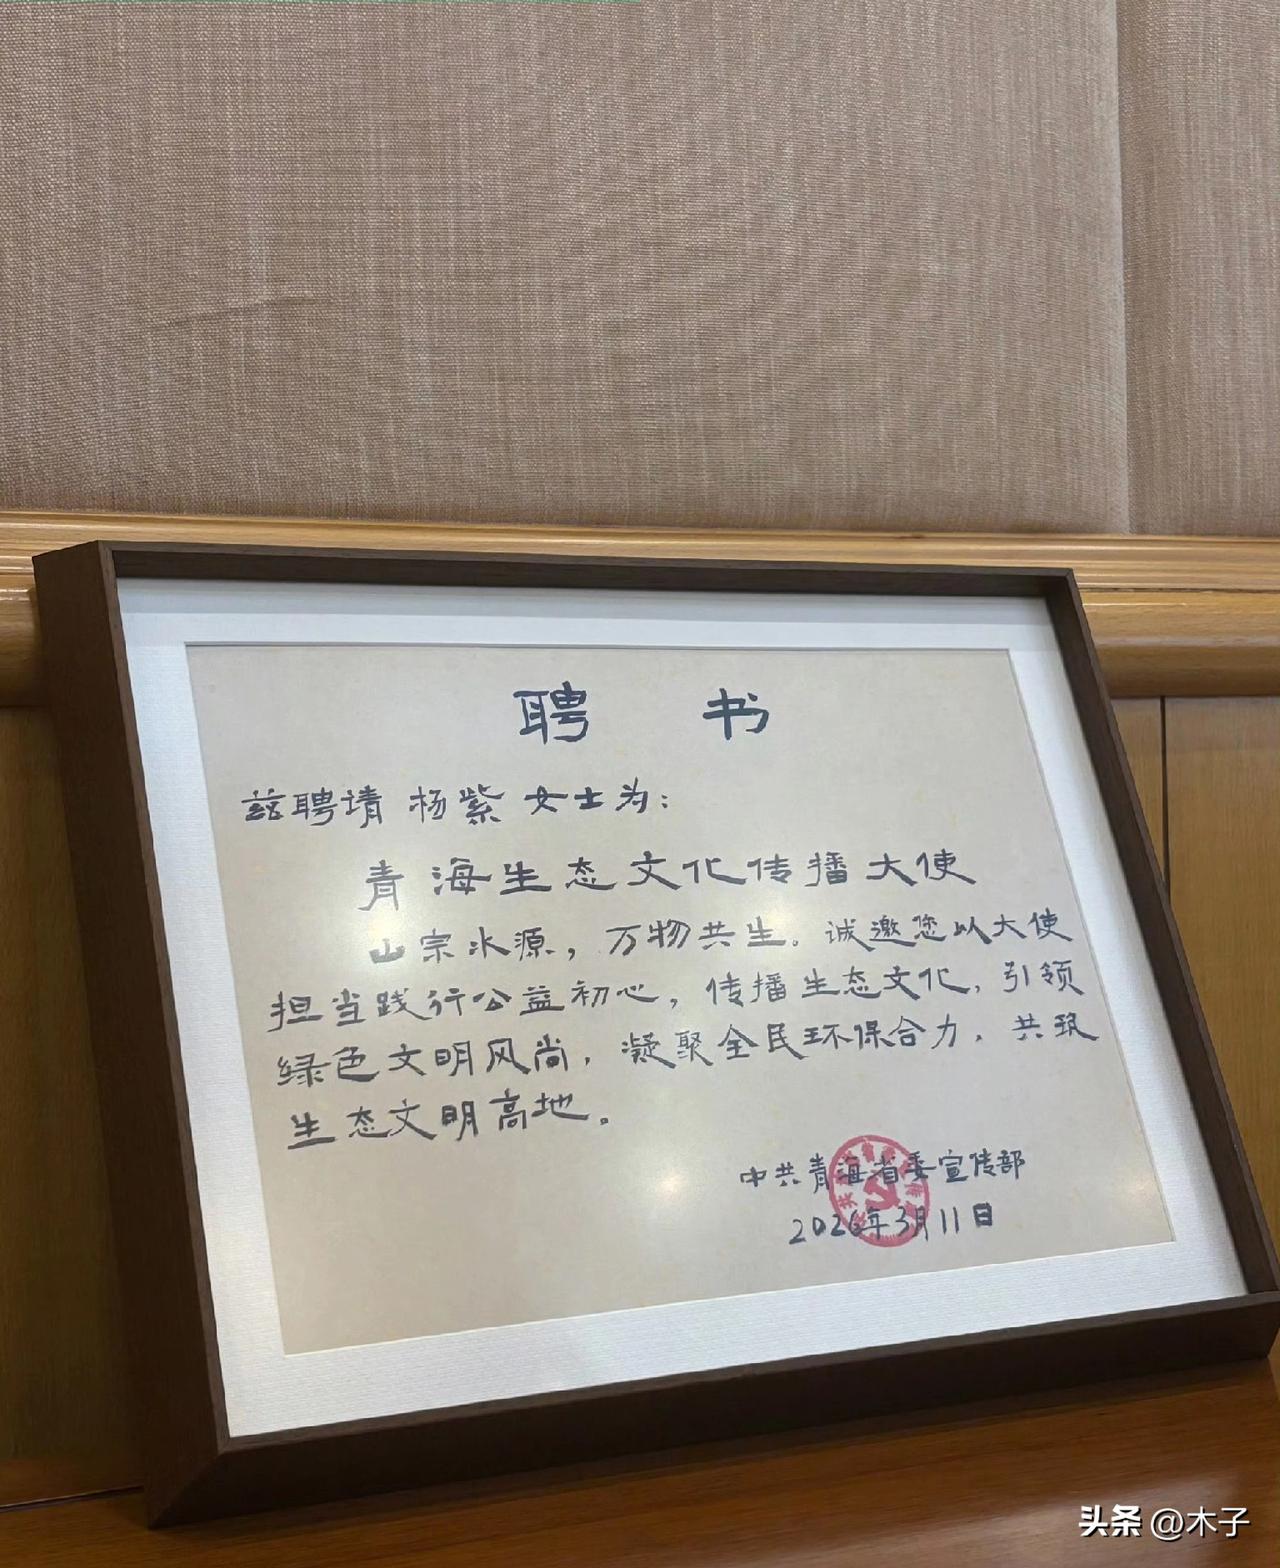 聘 书
兹聘请 杨紫 女士为：
青海生态文化传播大使
山宗水源，万物共生。诚邀您以大使
担当践行公益初心，传播生态文化，引领
绿色文明风尚，凝聚全民环保合力，共筑
生态文明高地。
中共青海省委宣传部
2026年3月11日
头条 @木子